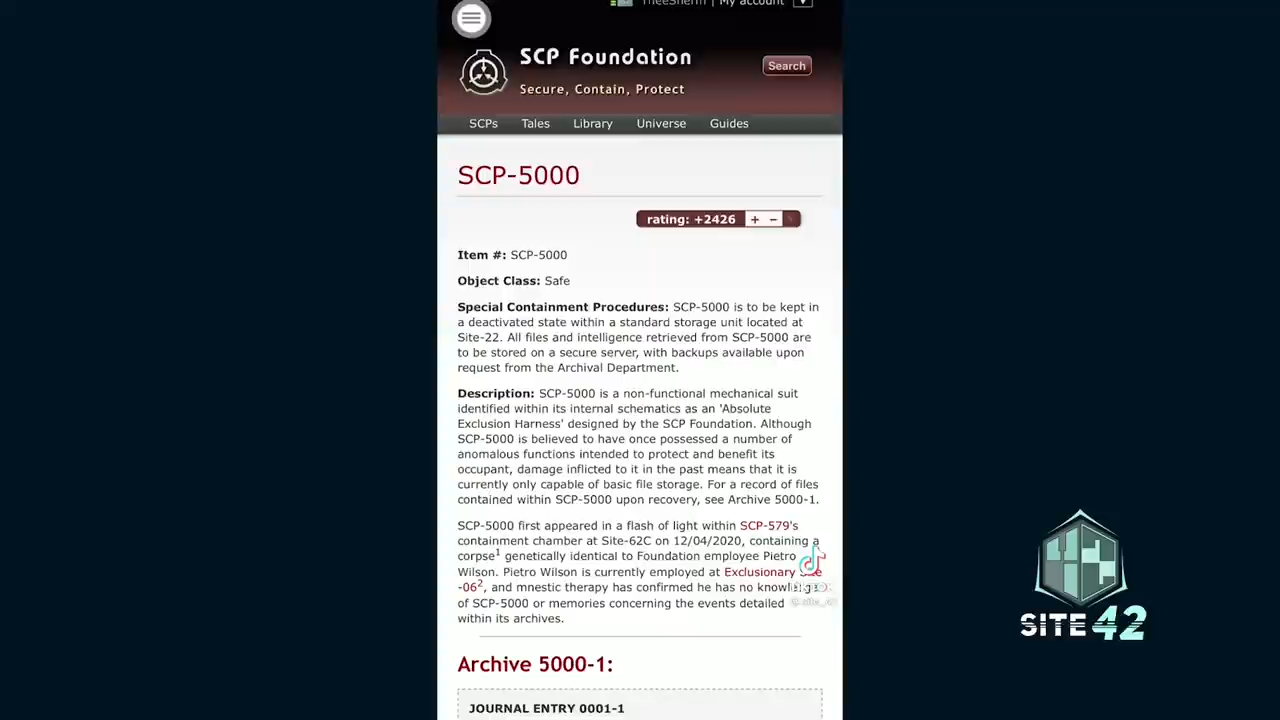 TheeSherm | My account
SCP Foundation
Search
Secure, Contain, Protect
SCPs Tales Library Universe Guides
SCP-5000
rating: +2426 + −
Item #: SCP-5000
Object Class: Safe
Special Containment Procedures: SCP-5000 is to be kept in
a deactivated state within a standard storage unit located at
Site-22. All files and intelligence retrieved from SCP-5000 are
to be stored on a secure server, with backups available upon
request from the Archival Department.
Description: SCP-5000 is a non-functional mechanical suit
identified within its internal schematics as an 'Absolute
Exclusion Harness' designed by the SCP Foundation. Although
SCP-5000 is believed to have once possessed a number of
anomalous functions intended to protect and benefit its
occupant, damage inflicted to it in the past means that it is
currently only capable of basic file storage. For a record of files
contained within SCP-5000 upon recovery, see Archive 5000-1.
SCP-5000 first appeared in a flash of light within SCP-579's
containment chamber at Site-62C on 12/04/2020, containing a
corpse1 genetically identical to Foundation employee Pietro
Wilson. Pietro Wilson is currently employed at Exclusionary
-062, and mnestic therapy has confirmed he has no knowledge
of SCP-5000 or memories concerning the events detailed
within its archives.
Archive 5000-1:
JOURNAL ENTRY 0001-1
SITE 42